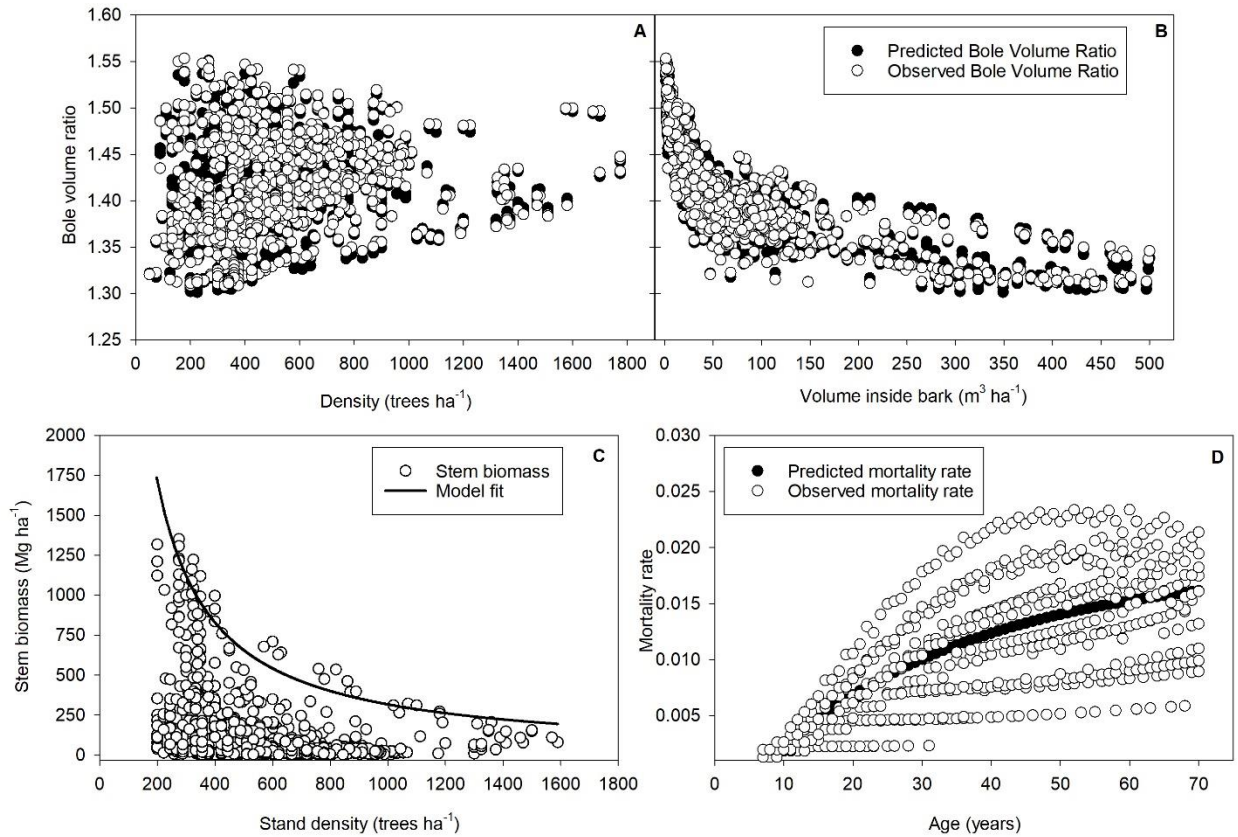 A
B
Predicted Bole Volume Ratio
Observed Bole Volume Ratio
Bole volume ratio
1.60
1.55
1.50
1.45
1.40
1.35
1.30
1.25
200 400 600 800 1000 1200 1400 1600 1800
0 50 100 150 200 250 300 350 400 450 500
Density (trees ha⁻¹)
Volume inside bark (m³ ha⁻¹)
C
Stem biomass
Model fit
Stem biomass (Mg ha⁻¹)
2000
1750
1500
1250
1000
750
500
250
0
0 200 400 600 800 1000 1200 1400 1600 1800
Stand density (trees ha⁻¹)
D
Predicted mortality rate
Observed mortality rate
Mortality rate
0.030
0.025
0.020
0.015
0.010
0.005
0 10 20 30 40 50 60 70
Age (years)